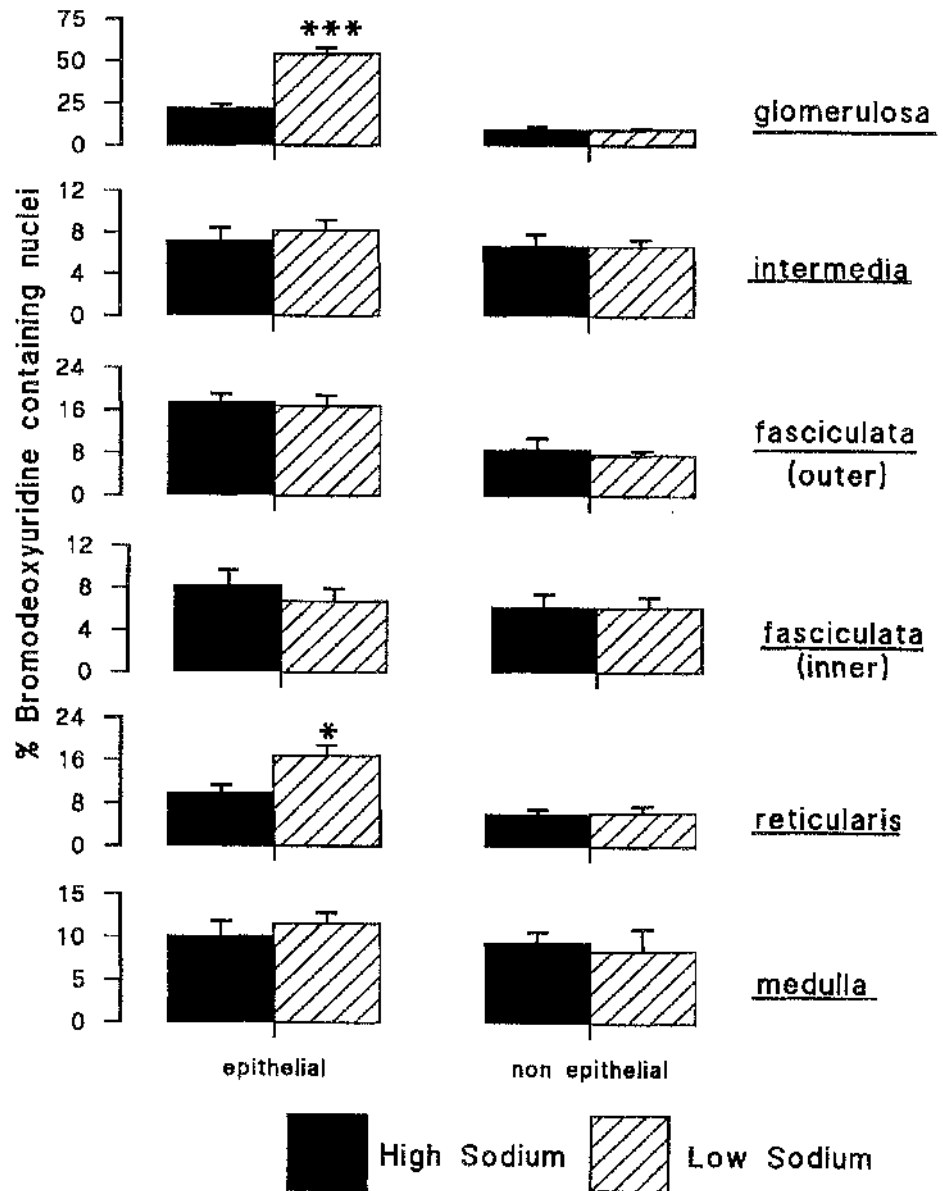 % Bromodeoxyuridine containing nuclei
75
50
25
0
***
glomerulosa
12
8
4
0
intermedia
24
16
8
0
fasciculata
(outer)
12
8
4
0
fasciculata
(inner)
24
16
8
0
*
reticularis
15
10
5
0
medulla
epithelial
non epithelial
High Sodium
Low Sodium